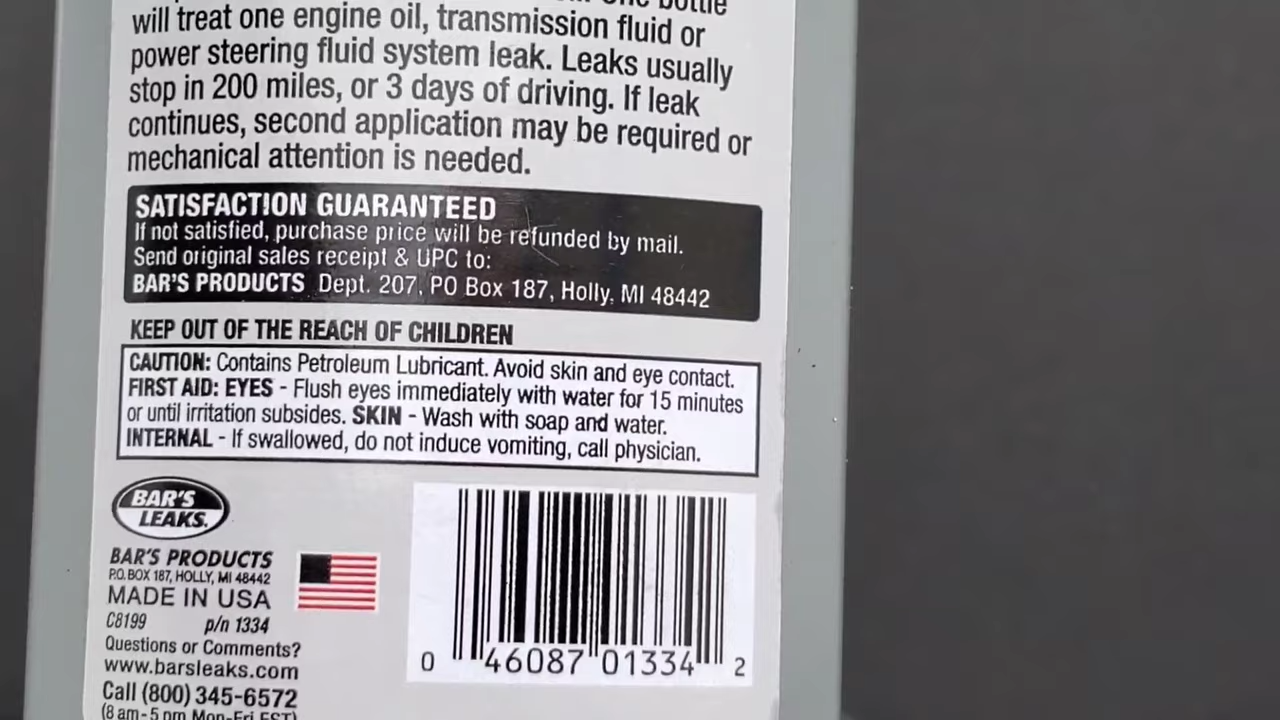 bottle
will treat one engine oil, transmission fluid or
power steering fluid system leak. Leaks usually
stop in 200 miles, or 3 days of driving. If leak
continues, second application may be required or
mechanical attention is needed.
SATISFACTION GUARANTEED
If not satisfied, purchase price will be refunded by mail.
Send original sales receipt & UPC to:
BAR'S PRODUCTS Dept. 207, PO Box 187, Holly, MI 48442
KEEP OUT OF THE REACH OF CHILDREN
CAUTION: Contains Petroleum Lubricant. Avoid skin and eye contact.
FIRST AID: EYES - Flush eyes immediately with water for 15 minutes
or until irritation subsides. SKIN - Wash with soap and water.
INTERNAL - If swallowed, do not induce vomiting, call physician.
BAR'S
LEAKS.
BAR'S PRODUCTS
P.O. BOX 187, HOLLY, MI 48442
MADE IN USA
C8199 p/n 1334
Questions or Comments?
www.barsleaks.com
Call (800) 345-6572
(8 am-5 pm Mon-Fri EST)
0 46087 01334 2